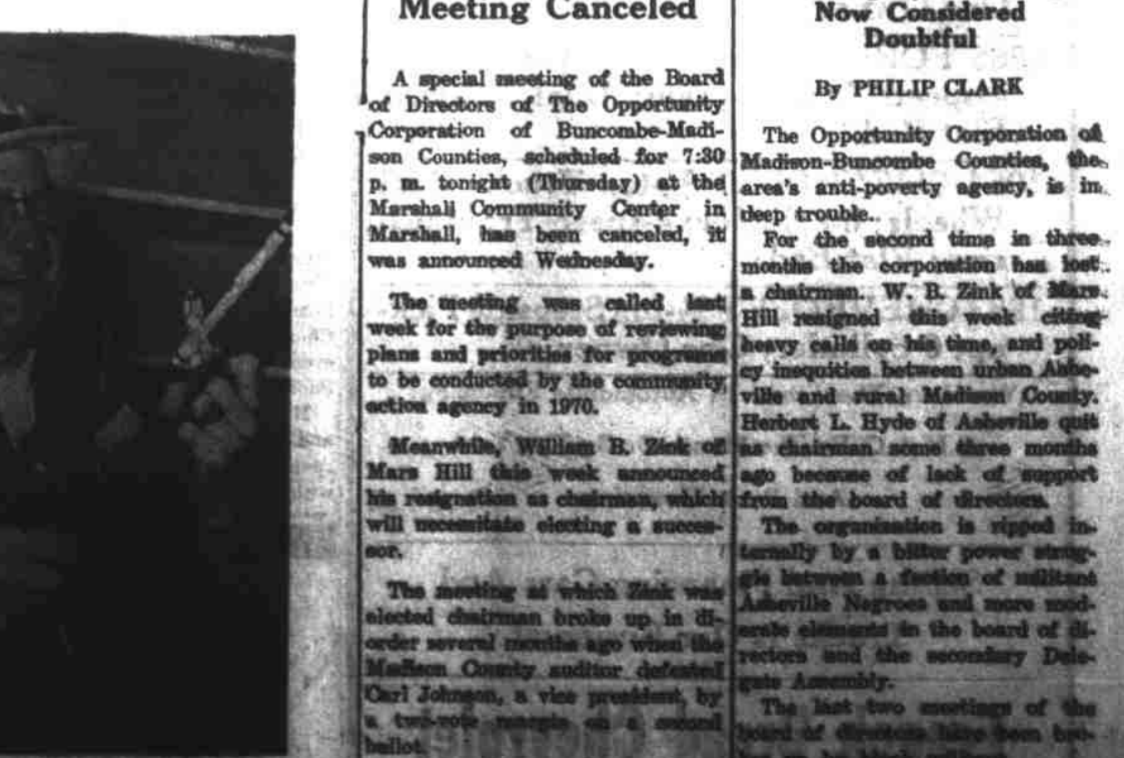 Meeting Canceled
A special meeting of the Board
of Directors of The Opportunity
Corporation of Buncombe-Madi-
son Counties, scheduled for 7:30
p. m. tonight (Thursday) at the
Marshall Community Center in
Marshall, has been canceled, it
was announced Wednesday.
The meeting was called last
week for the purpose of reviewing
plans and priorities for programs
to be conducted by the community
action agency in 1970.
Meanwhile, William B. Zink of
Mars Hill this week announced
his resignation as chairman, which
will necessitate electing a succes-
sor.
The meeting at which Zink was
elected chairman broke up in di-
order several months ago when the
Madison County auditor defeated
Carl Johnson, a vice president, by
a two-vote margin on a second
ballot.
Now Considered
Doubtful
By PHILIP CLARK
The Opportunity Corporation of
Madison-Buncombe Counties, the
area's anti-poverty agency, is in
deep trouble.
For the second time in three
months the corporation has lost
a chairman. W. B. Zink of Mars
Hill resigned this week citing
heavy calls on his time, and poli-
cy inequities between urban Ashe-
ville and rural Madison County.
Herbert L. Hyde of Asheville quit
as chairman some three months
ago because of lack of support
from the board of directors.
The organization is ripped in-
ternally by a bitter power strug-
gle between a faction of militant
Asheville Negroes and more mod-
erate elements in the board of di-
rectors and the secondary Dele-
gate Assembly.
The last two meetings of the
board of directors have been